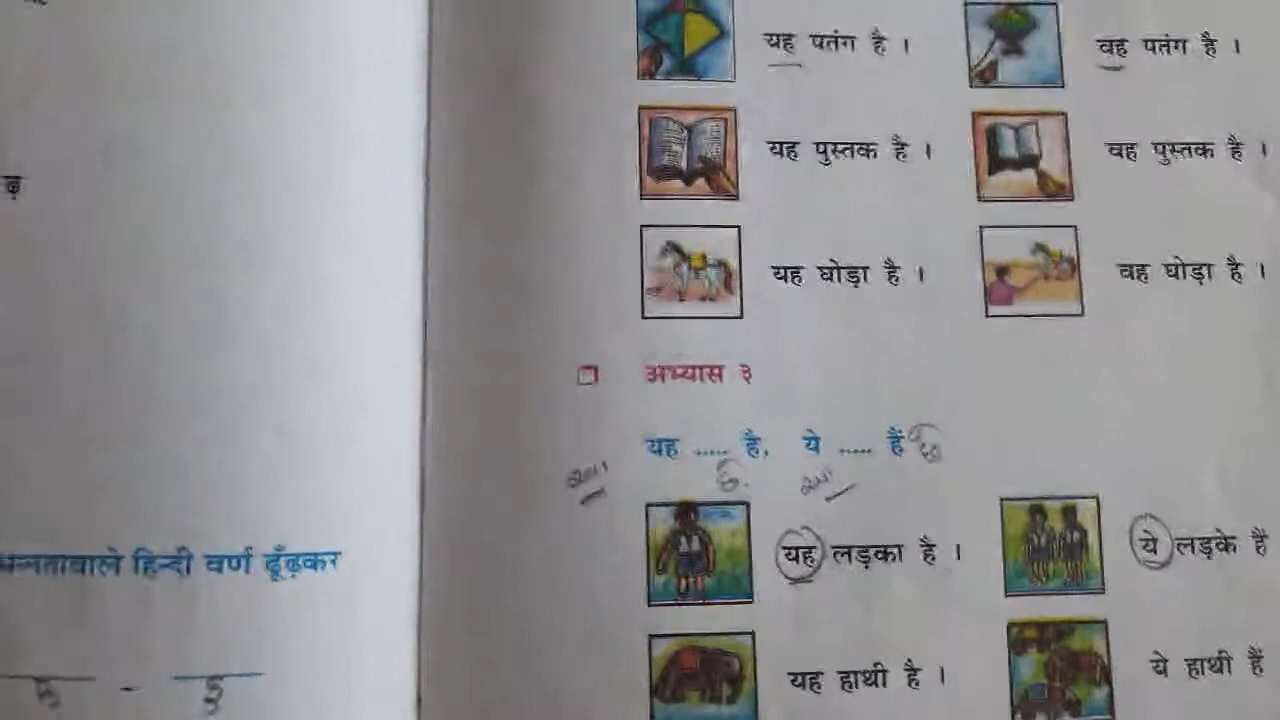 यह पतंग है । वह पतंग है ।
यह पुस्तक है । वह पुस्तक है ।
यह घोड़ा है । वह घोड़ा है ।
अभ्यास ३
यह ..... है, ये ..... हैं
यह लड़का है । ये लड़के हैं
यह हाथी है । ये हाथी हैं
हिन्दी वर्ण ढूँढ़कर